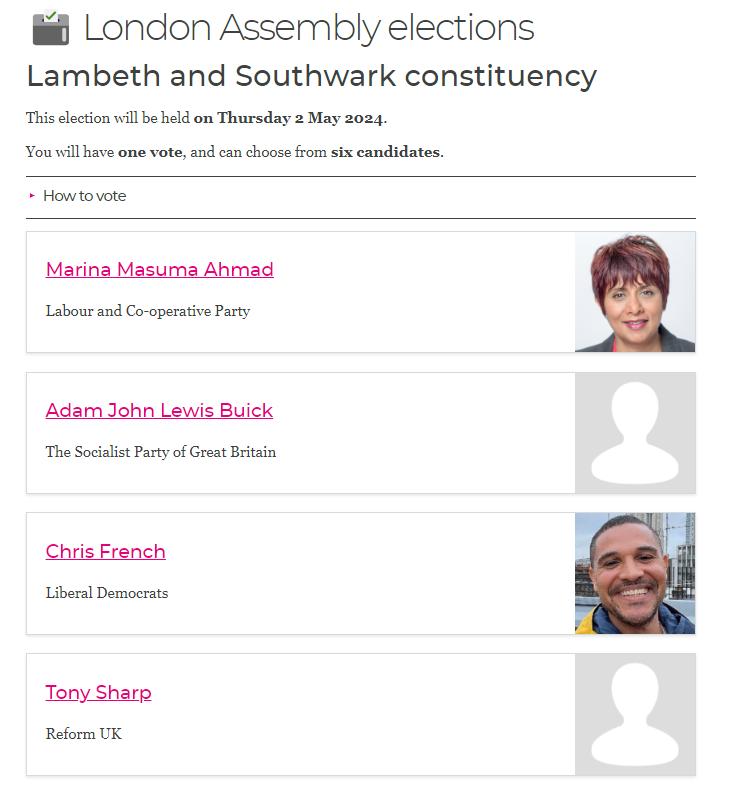 London Assembly elections
Lambeth and Southwark constituency
This election will be held on Thursday 2 May 2024.
You will have one vote, and can choose from six candidates.
How to vote
Marina Masuma Ahmad
Labour and Co-operative Party
Adam John Lewis Buick
The Socialist Party of Great Britain
Chris French
Liberal Democrats
Tony Sharp
Reform UK